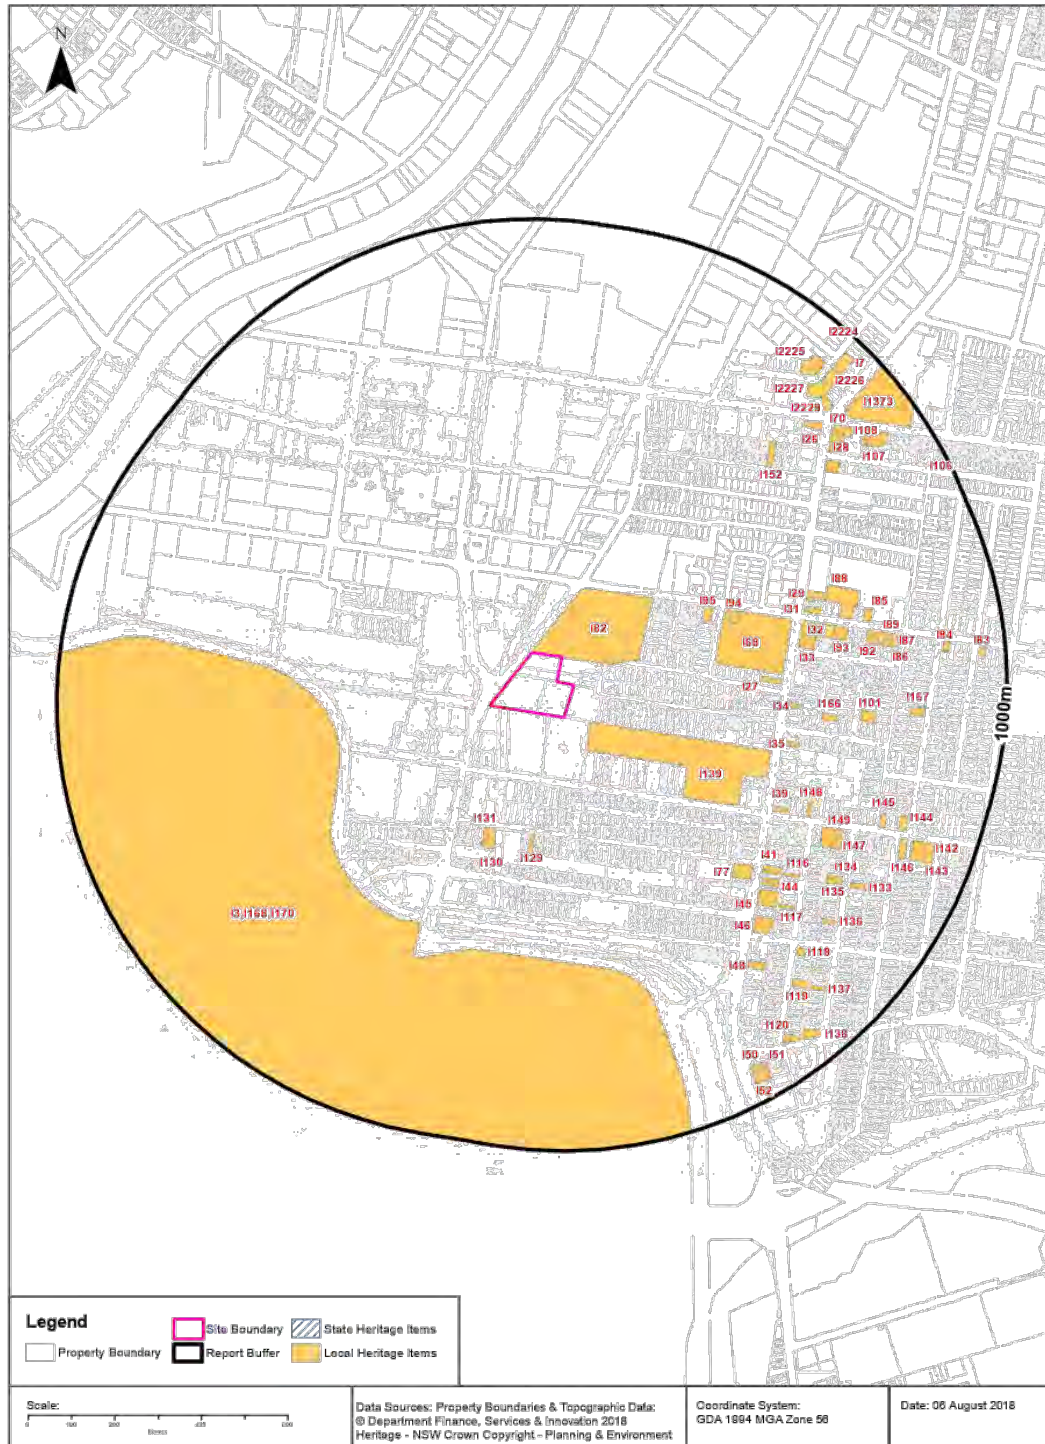 N
I2224
I2225
I7
I2226
I2227
I1373
I2229
I70
I108
I26
I28
I107
I106
I152
I88
I29
I85
I95
I94
I31
I82
I89
I32
I87
I84
I83
I69
I93
I92
I33
I86
I27
I34
I166
I101
I167
1000m
I35
I139
I39
I148
I145
I144
I131
I149
I147
I142
I130
I129
I41
I116
I134
I146
I143
I77
I44
I135
I133
I45
I117
I136
I3,I168,I170
I46
I118
I48
I119
I137
I120
I138
I50
I51
I52
Legend
Site Boundary
State Heritage Items
Property Boundary
Report Buffer
Local Heritage Items
Scale:
0
Data Sources: Property Boundaries & Topographic Data:
© Department Finance, Services & Innovation 2018
Heritage - NSW Crown Copyright - Planning & Environment
Coordinate System:
GDA 1994 MGA Zone 56
Date: 06 August 2018